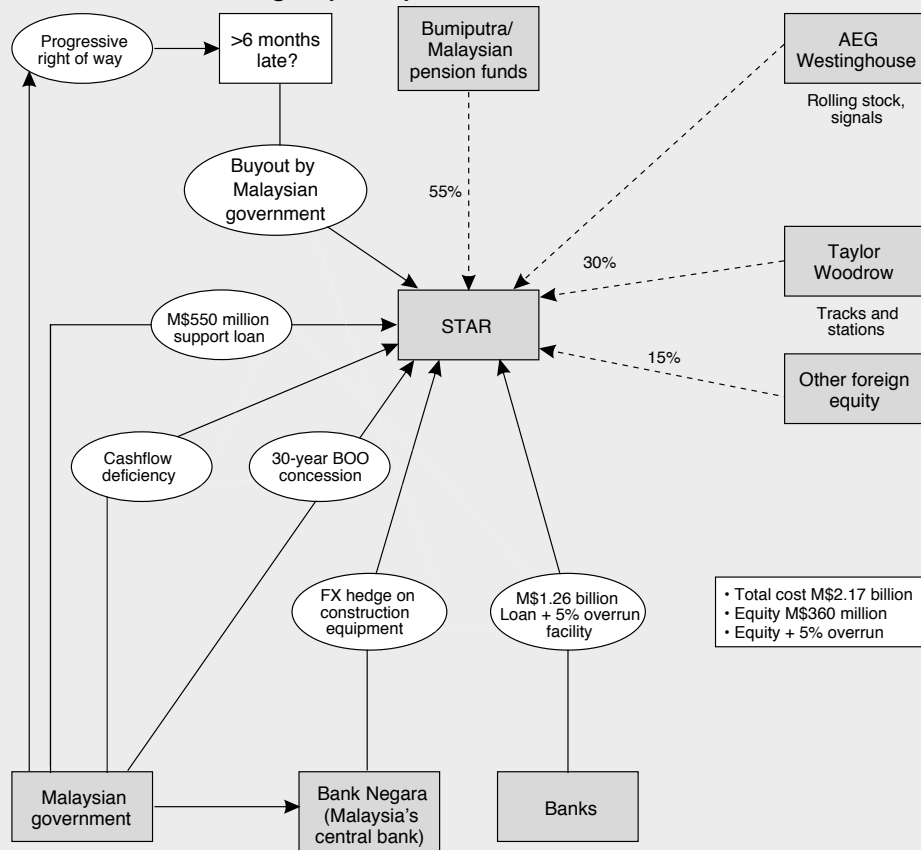 Progressive
right of way
>6 months
late?
Bumiputra/
Malaysian
pension funds
AEG
Westinghouse
Rolling stock,
signals
Buyout by
Malaysian
government
55%
30%
Taylor
Woodrow
Tracks and
stations
M$550 million
support loan
STAR
15%
Other foreign
equity
Cashflow
deficiency
30-year BOO
concession
FX hedge on
construction
equipment
M$1.26 billion
Loan + 5% overrun
facility
• Total cost M$2.17 billion
• Equity M$360 million
• Equity + 5% overrun
Malaysian
government
Bank Negara
(Malaysia's
central bank)
Banks